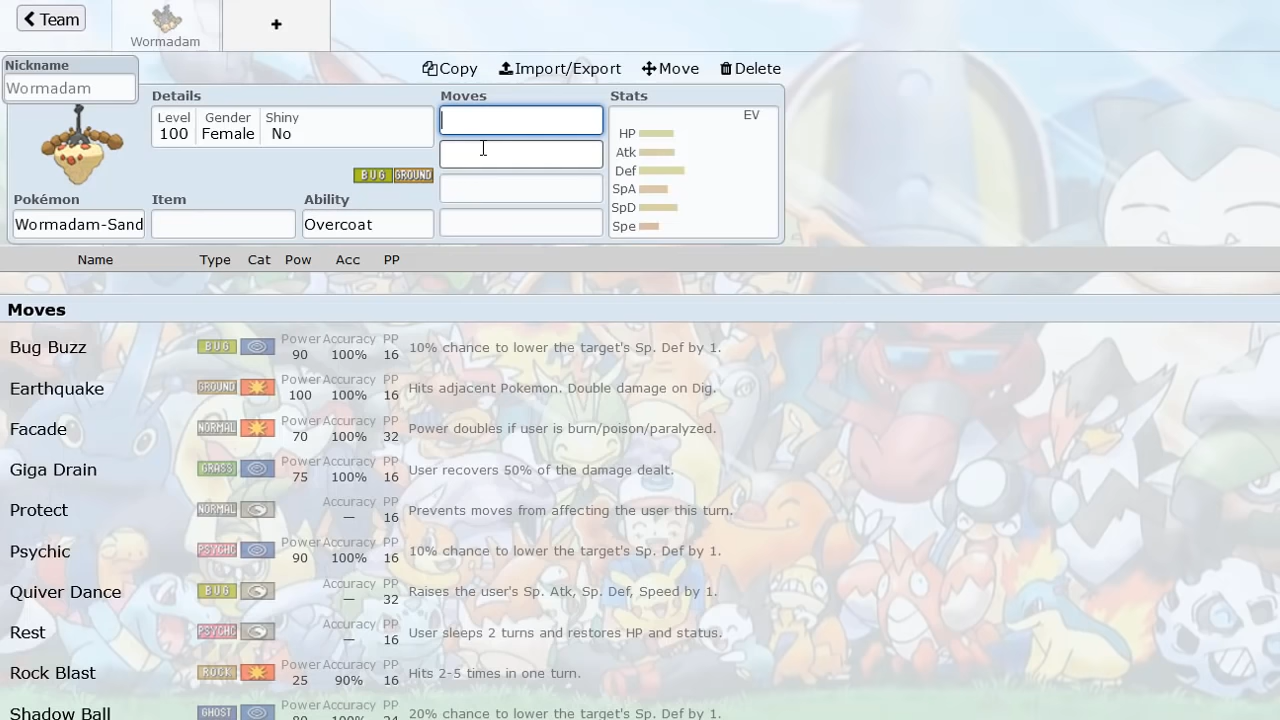 Team
Wormadam
+
Nickname
Wormadam
Copy Import/Export Move Delete
Details
Level Gender Shiny
100 Female No
BUG GROUND
Pokémon
Wormadam-Sand
Item
Ability
Overcoat
Moves
Stats
EV
HP
Atk
Def
SpA
SpD
Spe
Name Type Cat Pow Acc PP
Moves
Bug Buzz BUG Power 90 Accuracy 100% PP 16 10% chance to lower the target's Sp. Def by 1.
Earthquake GROUND Power 100 Accuracy 100% PP 16 Hits adjacent Pokemon. Double damage on Dig.
Facade NORMAL Power 70 Accuracy 100% PP 32 Power doubles if user is burn/poison/paralyzed.
Giga Drain GRASS Power 75 Accuracy 100% PP 16 User recovers 50% of the damage dealt.
Protect NORMAL Accuracy — PP 16 Prevents moves from affecting the user this turn.
Psychic PSYCHC Power 90 Accuracy 100% PP 16 10% chance to lower the target's Sp. Def by 1.
Quiver Dance BUG Accuracy — PP 32 Raises the user's Sp. Atk, Sp. Def, Speed by 1.
Rest PSYCHC Accuracy — PP 16 User sleeps 2 turns and restores HP and status.
Rock Blast ROCK Power 25 Accuracy 90% PP 16 Hits 2-5 times in one turn.
Shadow Ball GHOST Power 80 Accuracy 100% PP 24 20% chance to lower the target's Sp. Def by 1.